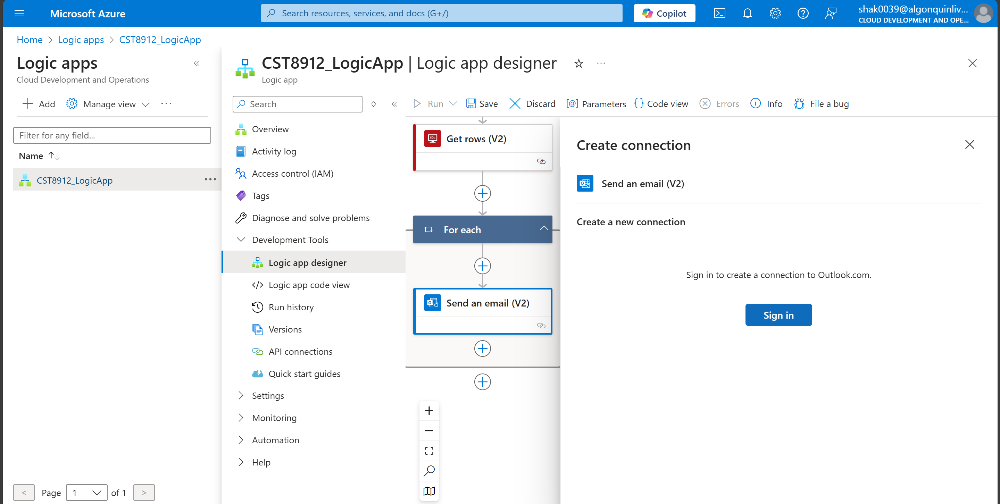 Microsoft Azure
Search resources, services, and docs (G+/)
Copilot
shak0039@algonquinliv...
CLOUD DEVELOPMENT AND OPE...
Home > Logic apps > CST8912_LogicApp
Logic apps
Cloud Development and Operations
Add
Manage view
Filter for any field...
Name
CST8912_LogicApp
Page 1 of 1
CST8912_LogicApp | Logic app designer
Logic app
Search
Overview
Activity log
Access control (IAM)
Tags
Diagnose and solve problems
Development Tools
Logic app designer
Logic app code view
Run history
Versions
API connections
Quick start guides
Settings
Monitoring
Automation
Help
Run
Save
Discard
Parameters
Code view
Errors
Info
File a bug
SQL
Get rows (V2)
For each
Send an email (V2)
Create connection
Send an email (V2)
Create a new connection
Sign in to create a connection to Outlook.com.
Sign in